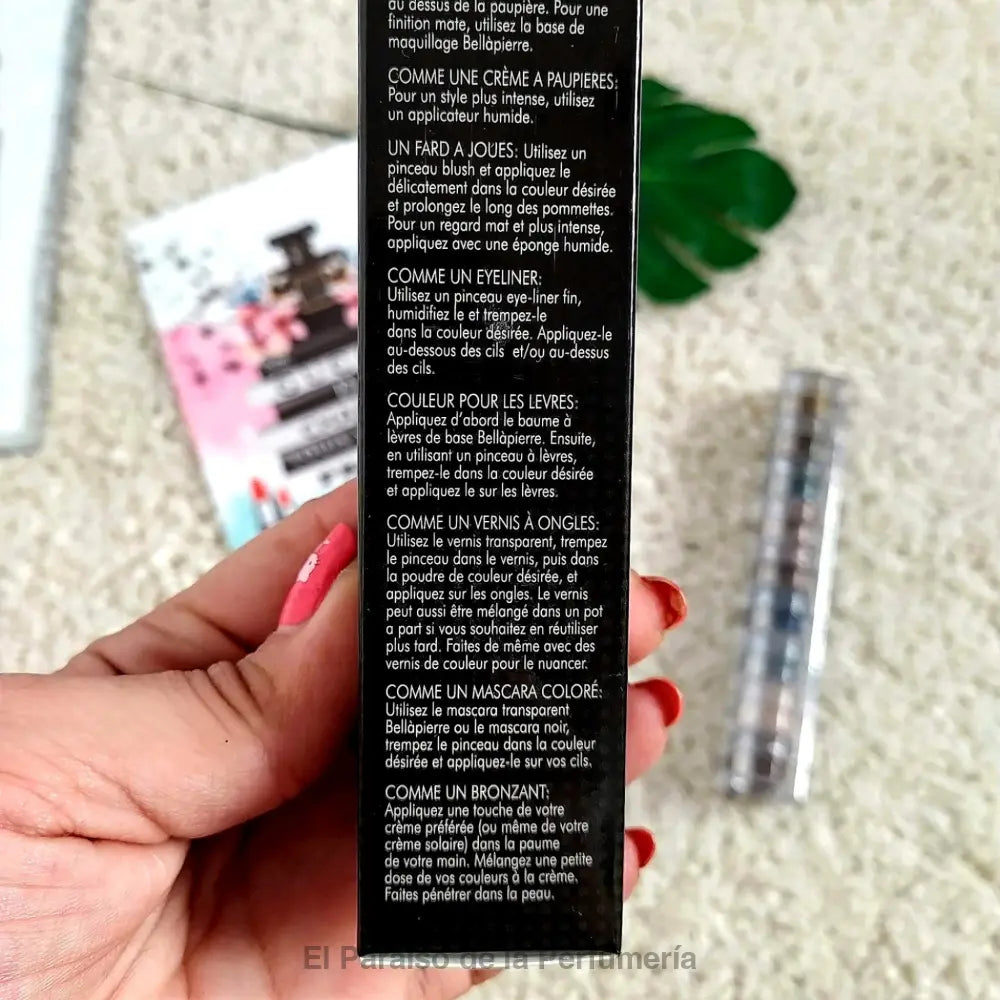 au dessus de la paupière. Pour une
finition mate, utilisez la base de
maquillage Bellàpierre.
COMME UNE CRÈME A PAUPIERES:
Pour un style plus intense, utilisez
un applicateur humide.
UN FARD A JOUES: Utilisez un
pinceau blush et appliquez le
délicatement dans la couleur désirée
et prolongez le long des pommettes.
Pour un regard mat et plus intense,
appliquez avec une éponge humide.
COMME UN EYELINER:
Utilisez un pinceau eye-liner fin,
humidifiez le et trempez-le
dans la couleur désirée. Appliquez-le
au-dessous des cils et/ou au-dessus
des cils.
COULEUR POUR LES LEVRES:
Appliquez d'abord le baume à
lèvres de base Bellàpierre. Ensuite,
en utilisant un pinceau à lèvres,
trempez-le dans la couleur désirée
et appliquez le sur les lèvres.
COMME UN VERNIS À ONGLES:
Utilisez le vernis transparent, trempez
le pinceau dans le vernis, puis dans
la poudre de couleur désirée, et
appliquez sur les ongles. Le vernis
peut aussi être mélangé dans un pot
a part si vous souhaitez en réutiliser
plus tard. Faites de même avec des
vernis de couleur pour le nuancer.
COMME UN MASCARA COLORÉ:
Utilisez le mascara transparent
Bellàpierre ou le mascara noir,
trempez le pinceau dans la couleur
désirée et appliquez-le sur vos cils.
COMME UN BRONZANT:
Appliquez une touche de votre
crème préférée (ou même de votre
crème solaire) dans la paume
de votre main. Mélangez une petite
dose de vos couleurs à la crème.
Faites pénétrer dans la peau.
El Paraiso de la Perfumería